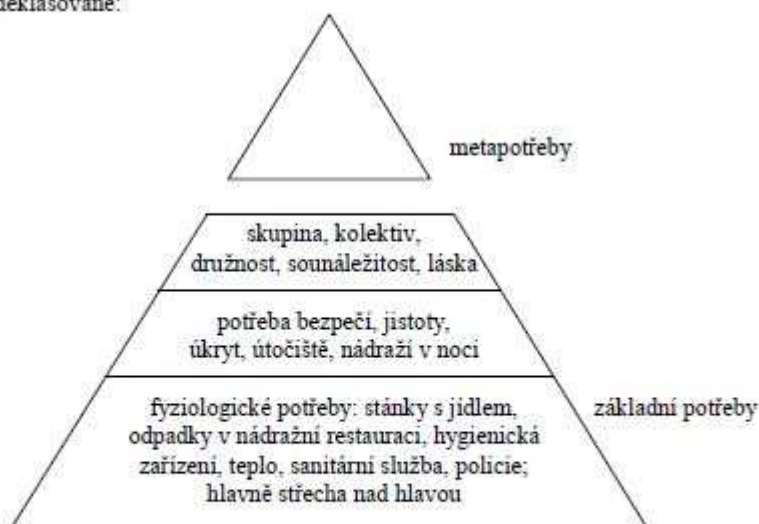 deklasované:
metapotřeby
skupina, kolektiv,
družnost, sounáležitost, láska
potřeba bezpečí, jistoty,
úkryt, útočiště, nádraží v noci
fyziologické potřeby: stánky s jídlem,
odpadky v nádražní restauraci, hygienická
zařízení, teplo, sanitární služba, policie;
hlavně střecha nad hlavou
základní potřeby